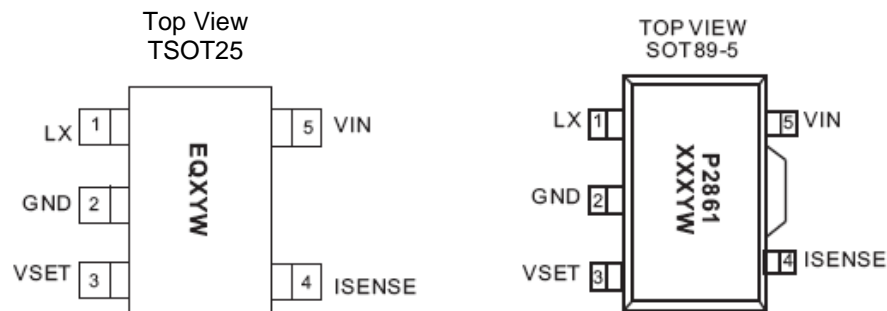 Top View
TSOT25
LX 1
5 VIN
EQXYW
GND 2
VSET 3
4 ISENSE
TOP VIEW
SOT89-5
LX 1
5 VIN
P2861
XXXYW
GND 2
VSET 3
4 ISENSE